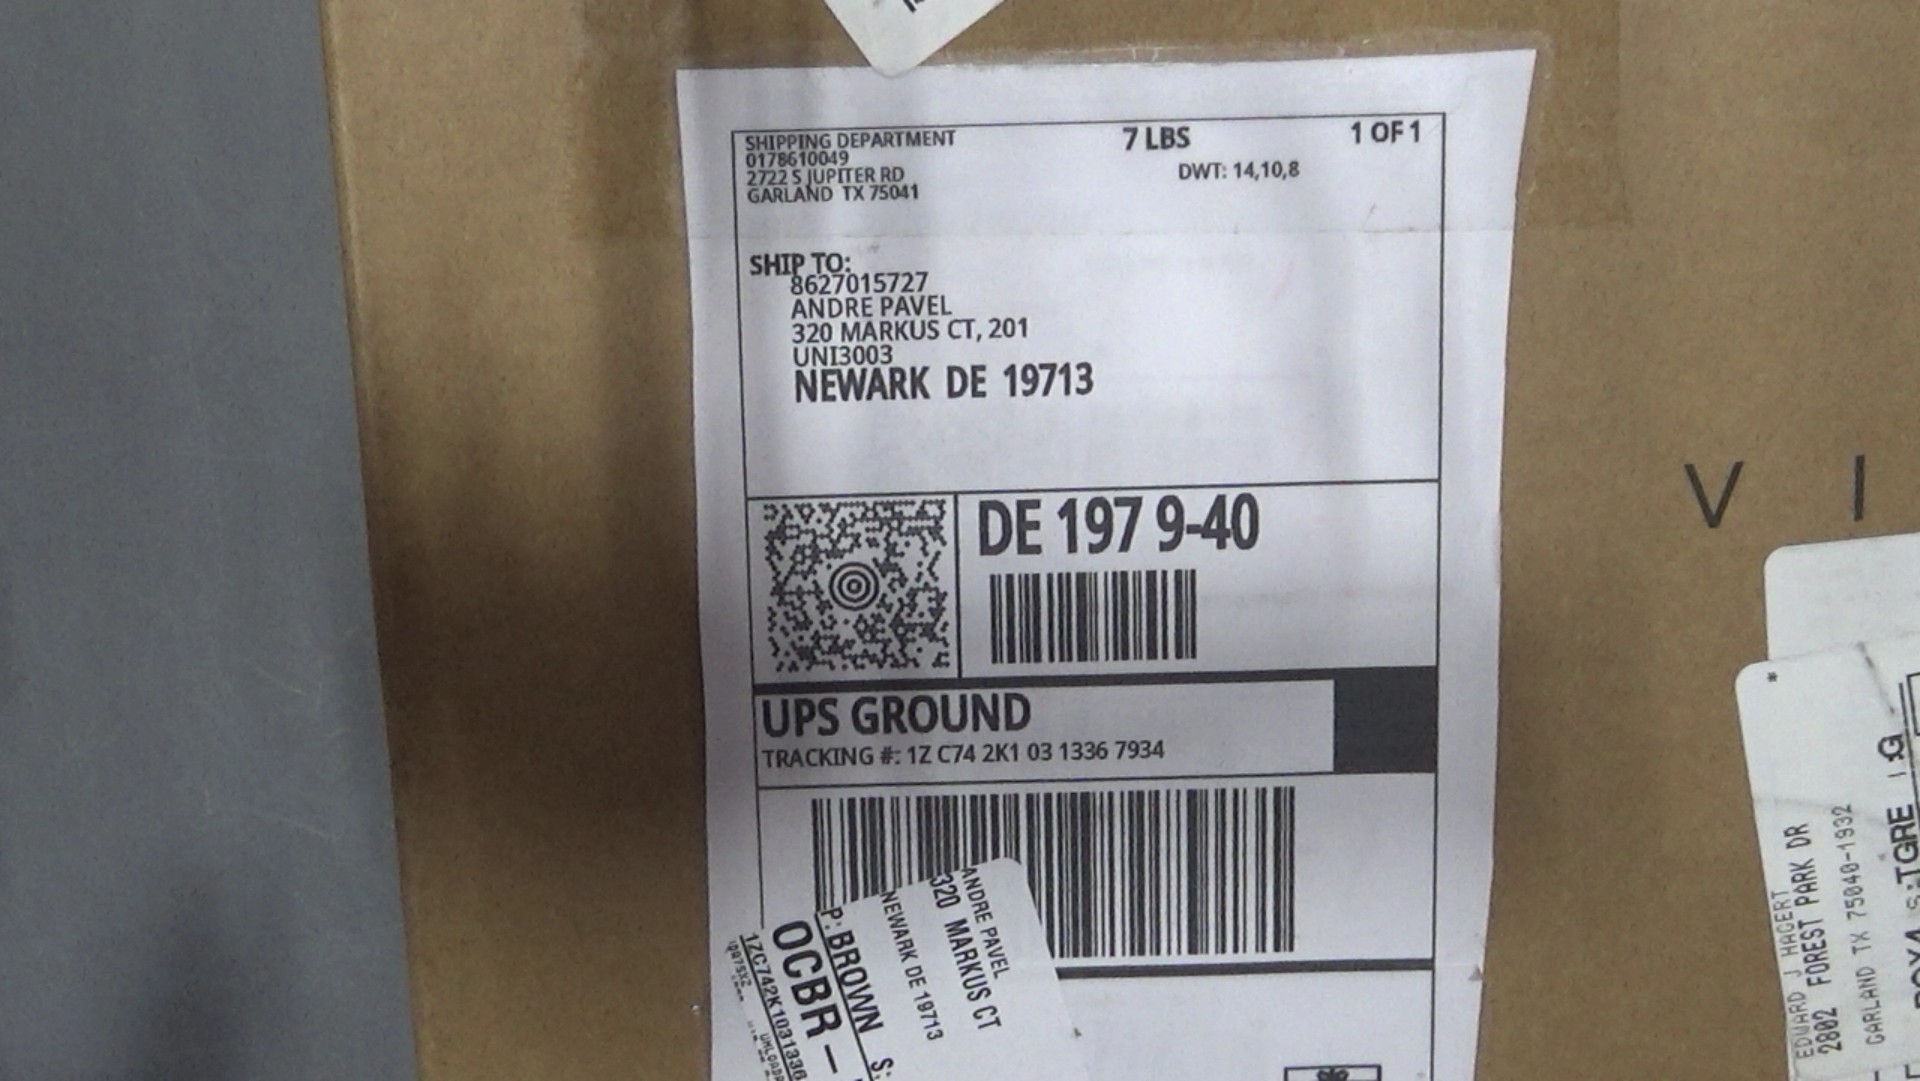 SHIPPING DEPARTMENT
0178610049
2722 S JUPITER RD
GARLAND TX 75041
7 LBS
1 OF 1
DWT: 14,10,8
SHIP TO:
8627015727
ANDRE PAVEL
320 MARKUS CT, 201
UNI3003
NEWARK DE 19713
DE 197 9-40
UPS GROUND
TRACKING #: 1Z C74 2K1 03 1336 7934
ANDRE PAVEL
320 MARKUS CT
NEWARK DE 19713
P: BROWN S:
OCBR-
1ZC742K1031336
V I
EDWARD J HAGERT
2802 FOREST PARK DR
GARLAND TX 75040-1932